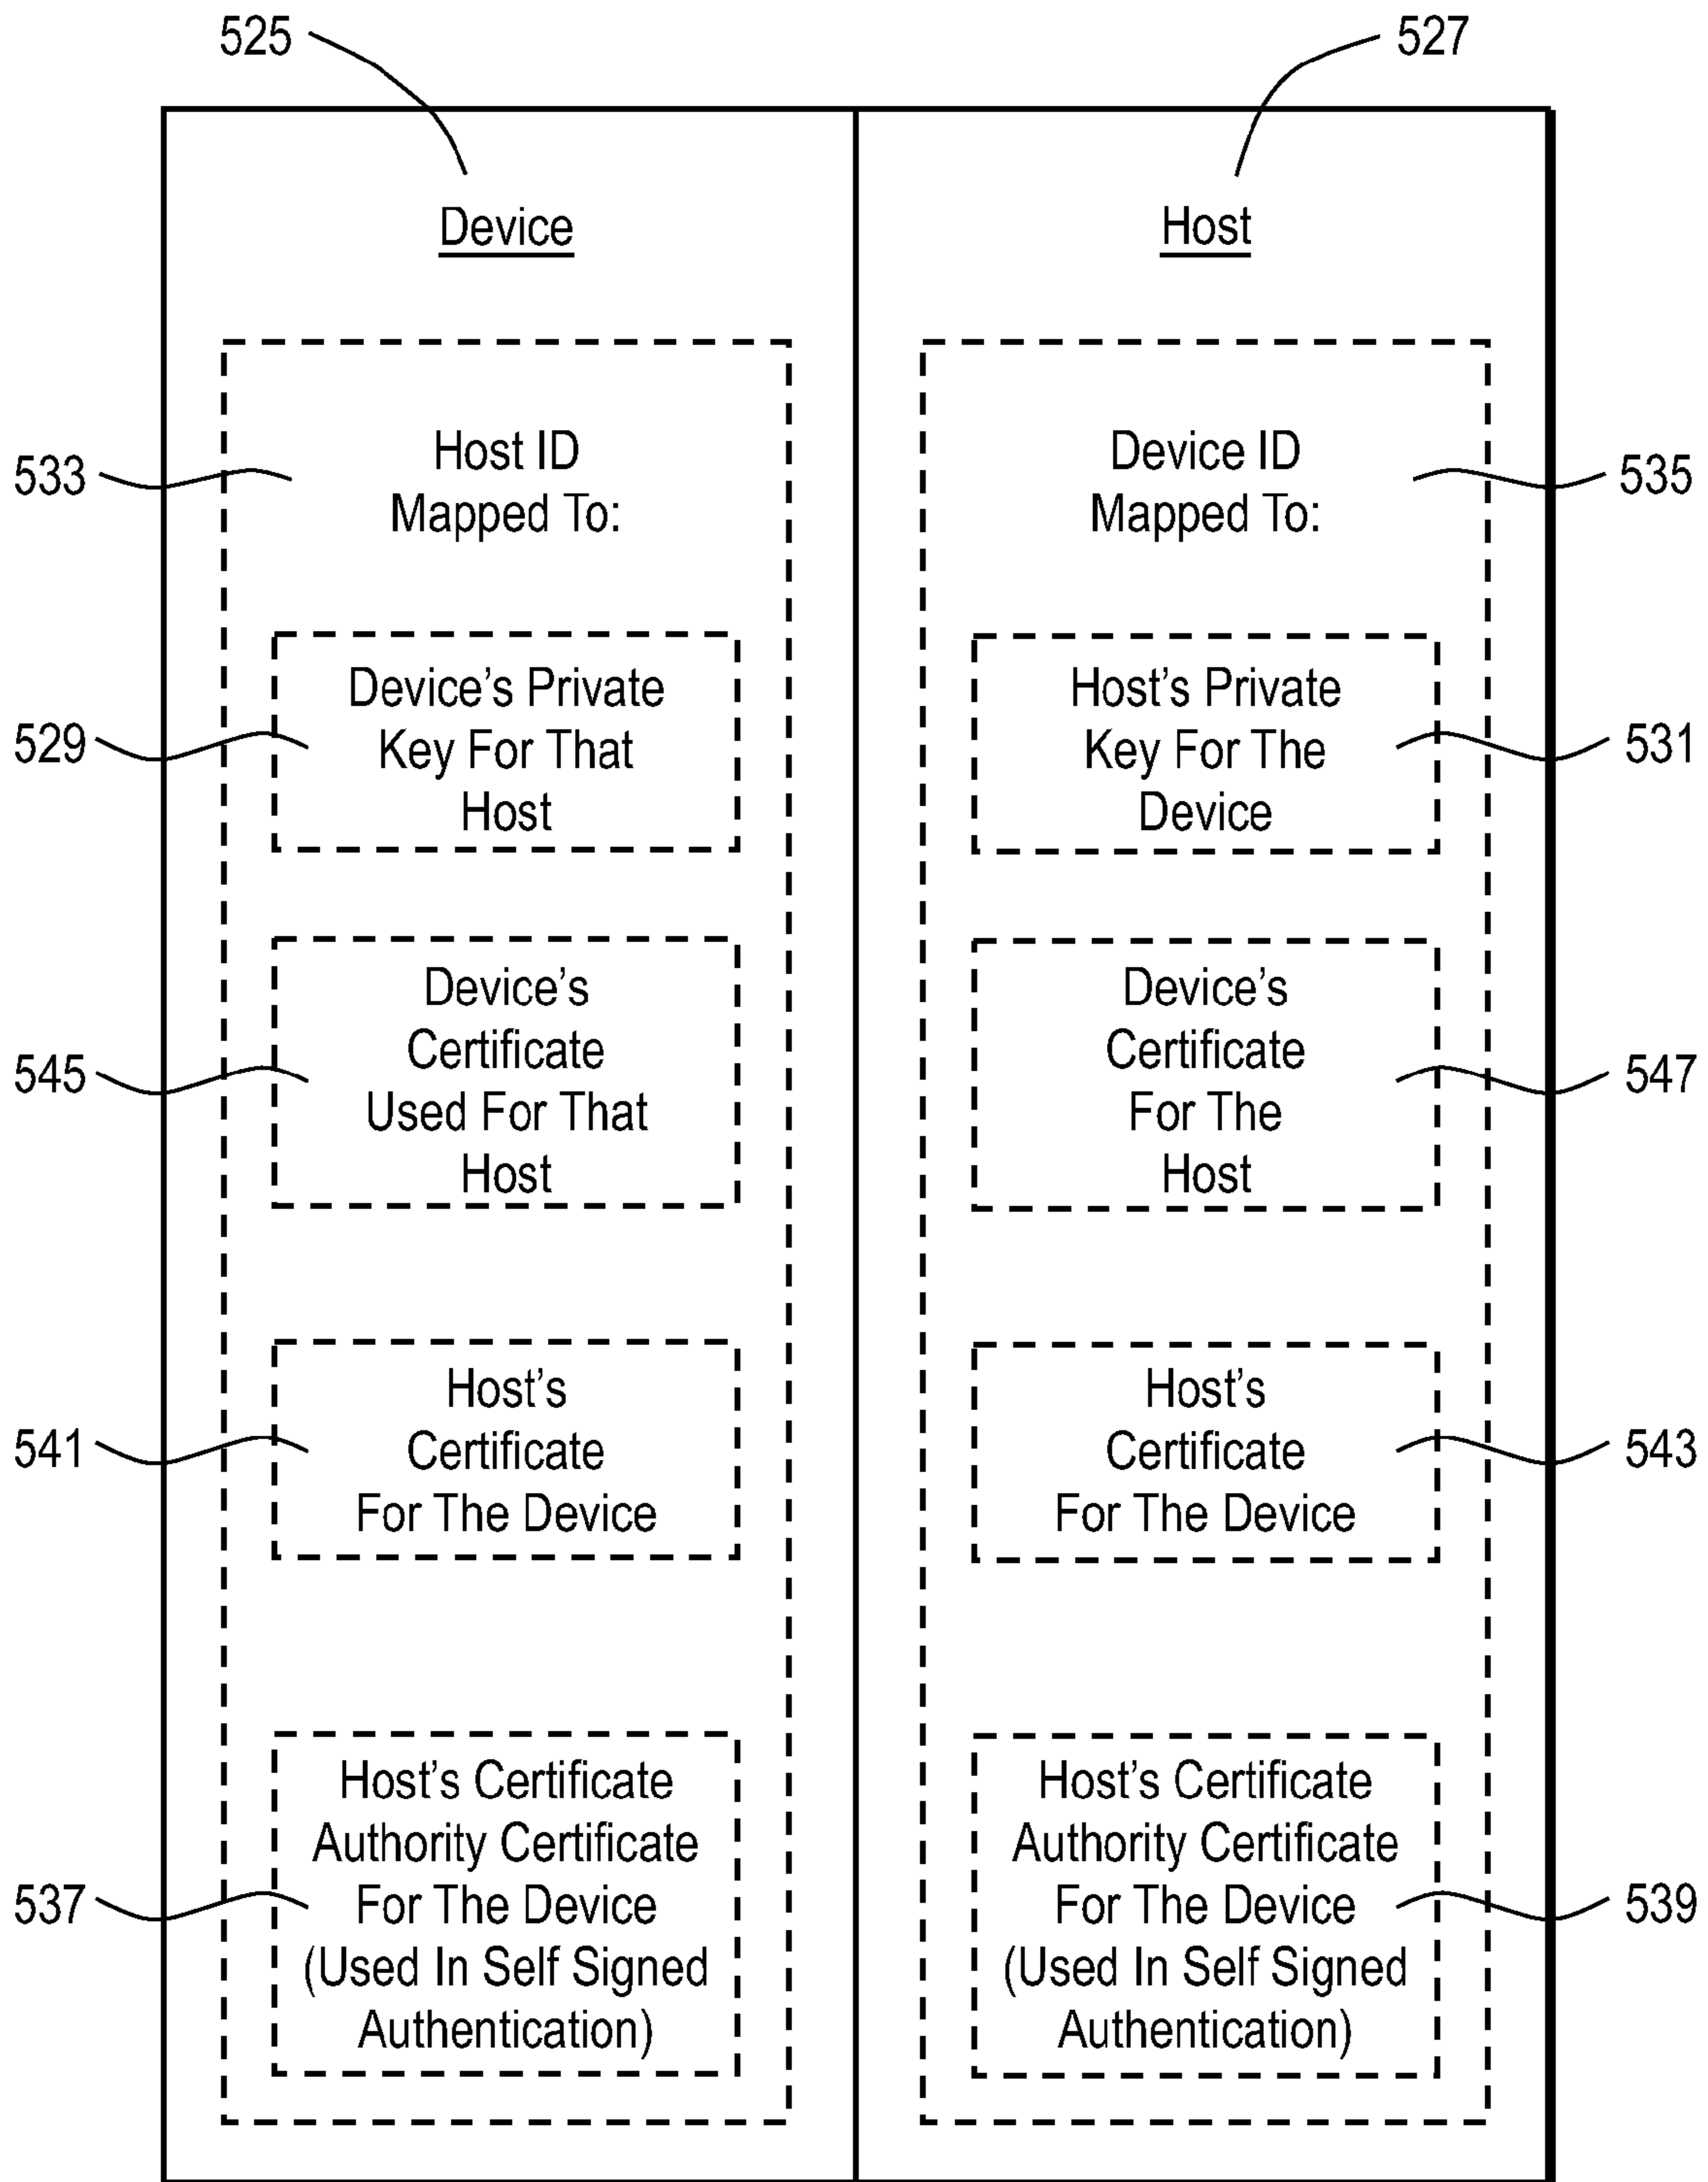 525
527
Device
Host
533
Host ID
Mapped To:
Device ID
Mapped To:
535
529
Device's Private
Key For That
Host
Host's Private
Key For The
Device
531
545
Device's
Certificate
Used For That
Host
Device's
Certificate
For The
Host
547
541
Host's
Certificate
For The Device
Host's
Certificate
For The Device
543
537
Host's Certificate
Authority Certificate
For The Device
(Used In Self Signed
Authentication)
Host's Certificate
Authority Certificate
For The Device
(Used In Self Signed
Authentication)
539